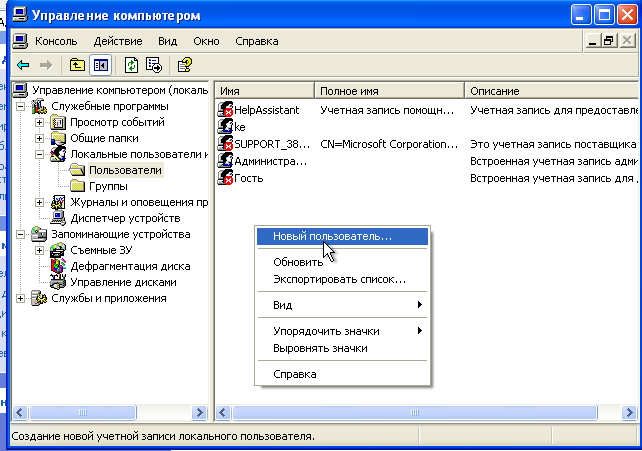 Управление компьютером
Консоль Действие Вид Окно Справка
Управление компьютером (локаль
Служебные программы
Просмотр событий
Общие папки
Локальные пользователи и
Пользователи
Группы
Журналы и оповещения пр
Диспетчер устройств
Запоминающие устройства
Съемные ЗУ
Дефрагментация диска
Управление дисками
Службы и приложения
Имя Полное имя Описание
HelpAssistant Учетная запись помощн... Учетная запись для предоставле
ke
SUPPORT_38... CN=Microsoft Corporation... Это учетная запись поставщика
Администра... Встроенная учетная запись адми
Гость Встроенная учетная запись для
Новый пользователь...
Обновить
Экспортировать список...
Вид
Упорядочить значки
Выровнять значки
Справка
Создание новой учетной записи локального пользователя.